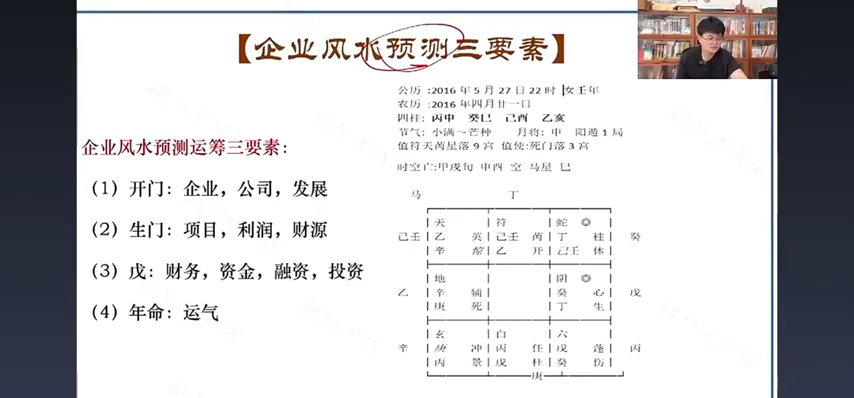 【企业风水预测三要素】
企业风水预测运筹三要素：
（1）开门：企业，公司，发展
（2）生门：项目，利润，财源
（3）戊：财务，资金，融资，投资
（4）年命：运气
公历 :2016 年 5 月 27 日 22 时 女壬年
农历 :2016 年四月廿一日
四柱: 丙申 癸巳 己酉 乙亥
节气: 小满～芒种 月将: 申 阳遁 1 局
值符天芮星落 9 宫 值使:死门落 3 宫
时空亡:甲戌旬 申酉 空 马星 巳
马 丁
天 符 蛇 ◎
己壬 乙 英 己壬 芮 丁 柱 癸
辛 乙 开 己壬 休
地 阴 ◎
乙 辛 辅 癸 心 戊
庚 死 丁 生
玄 白 六
辛 庚 冲 丙 任 戊 蓬 丙
丙 景 戊 杜 癸 伤
庚